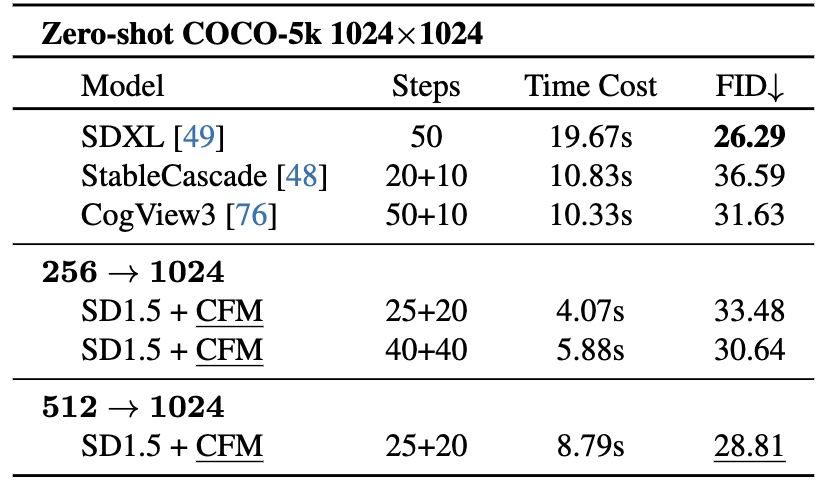 Zero-shot COCO-5k 1024×1024
Model Steps Time Cost FID↓
SDXL [49] 50 19.67s 26.29
StableCascade [48] 20+10 10.83s 36.59
CogView3 [76] 50+10 10.33s 31.63
256 → 1024
SD1.5 + CFM 25+20 4.07s 33.48
SD1.5 + CFM 40+40 5.88s 30.64
512 → 1024
SD1.5 + CFM 25+20 8.79s 28.81